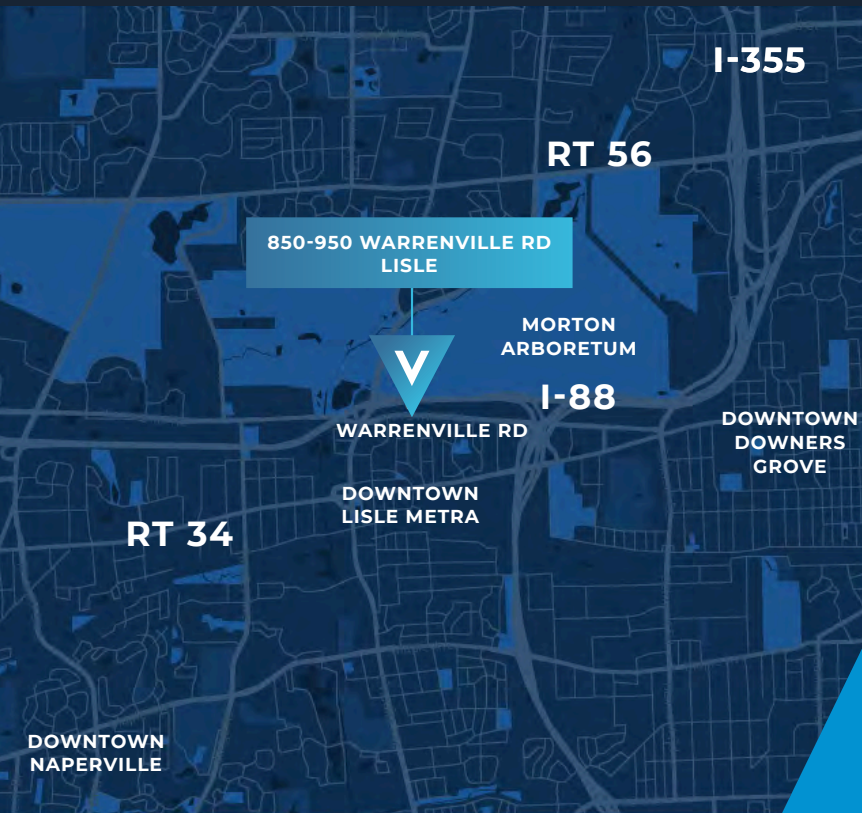 I-355
RT 56
850-950 WARRENVILLE RD
LISLE
MORTON
ARBORETUM
V
I-88
WARRENVILLE RD
DOWNTOWN
DOWNERS
GROVE
DOWNTOWN
LISLE METRA
RT 34
DOWNTOWN
NAPERVILLE